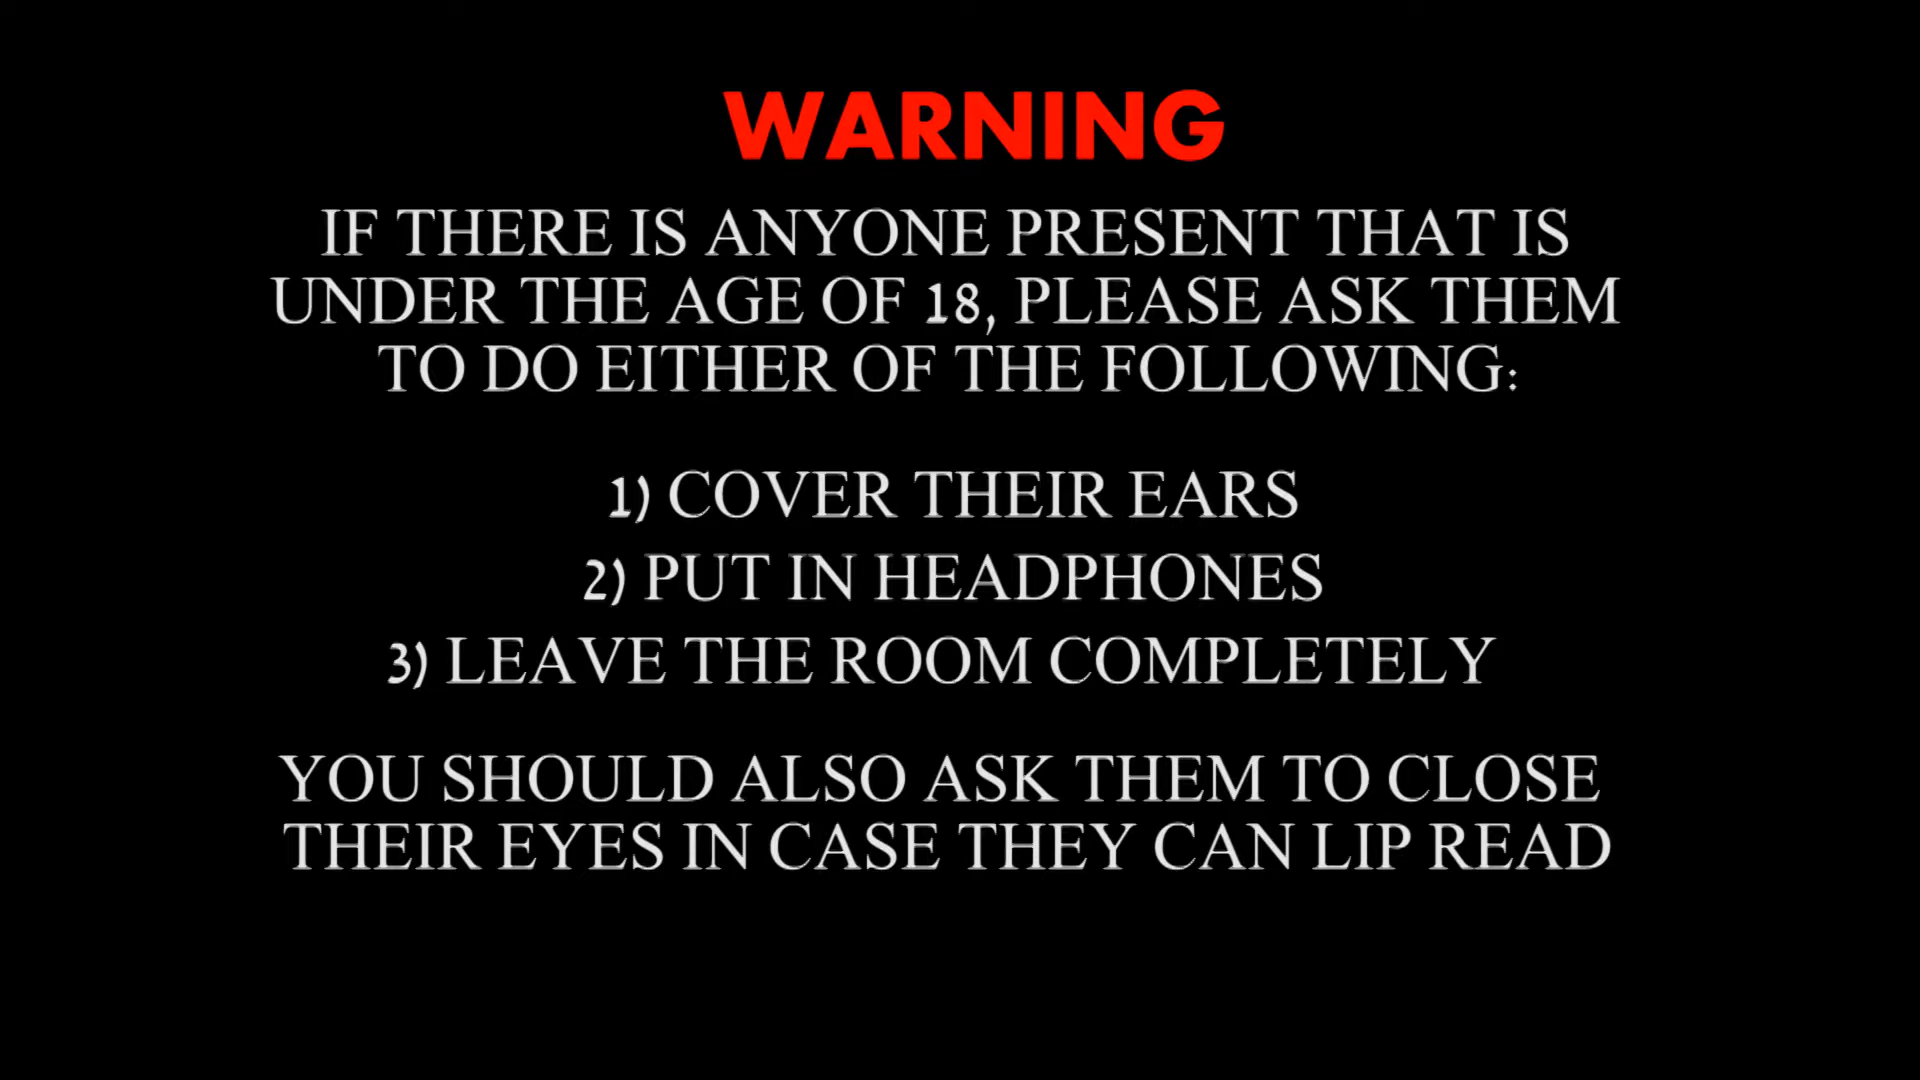 WARNING
IF THERE IS ANYONE PRESENT THAT IS
UNDER THE AGE OF 18, PLEASE ASK THEM
TO DO EITHER OF THE FOLLOWING:
1) COVER THEIR EARS
2) PUT IN HEADPHONES
3) LEAVE THE ROOM COMPLETELY
YOU SHOULD ALSO ASK THEM TO CLOSE
THEIR EYES IN CASE THEY CAN LIP READ